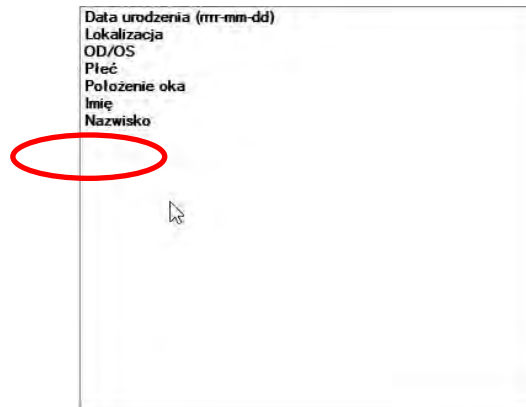 Data urodzenia (rrrr-mm-dd)
Lokalizacja
OD/OS
Płeć
Położenie oka
Imię
Nazwisko